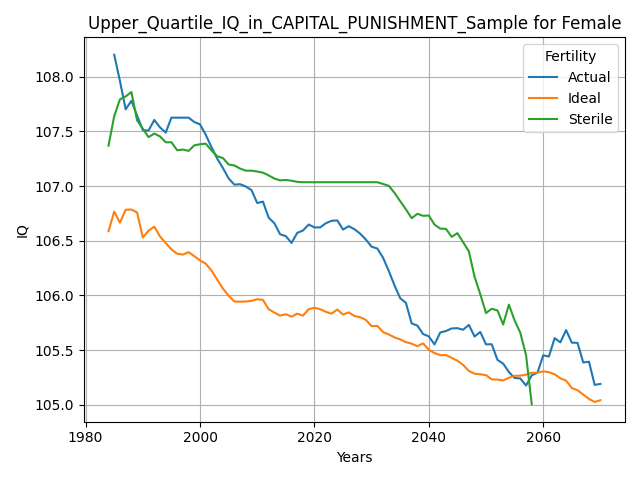 Upper_Quartile_IQ_in_CAPITAL_PUNISHMENT_Sample for Female
Fertility
Actual
Ideal
Sterile
IQ
108.0
107.5
107.0
106.5
106.0
105.5
105.0
1980 2000 2020 2040 2060
Years